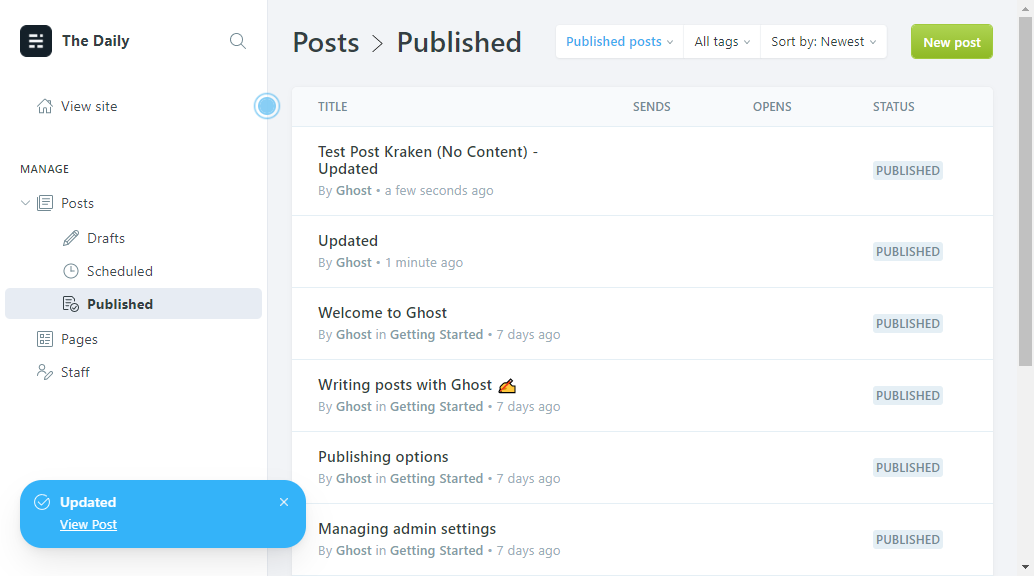 The Daily
View site
MANAGE
Posts
Drafts
Scheduled
Published
Pages
Staff
Updated
View Post
Posts > Published
Published posts
All tags
Sort by: Newest
New post
TITLE SENDS OPENS STATUS
Test Post Kraken (No Content) -
Updated
By Ghost • a few seconds ago
PUBLISHED
Updated
By Ghost • 1 minute ago
PUBLISHED
Welcome to Ghost
By Ghost in Getting Started • 7 days ago
PUBLISHED
Writing posts with Ghost ✍️
By Ghost in Getting Started • 7 days ago
PUBLISHED
Publishing options
By Ghost in Getting Started • 7 days ago
PUBLISHED
Managing admin settings
By Ghost in Getting Started • 7 days ago
PUBLISHED